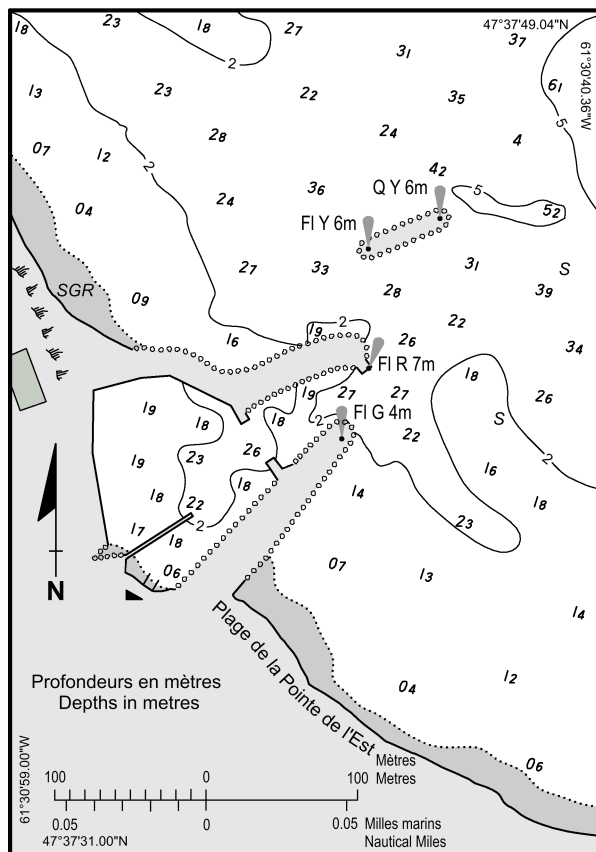 47°37'49.04"N
61°30'40.36"W
1₈ 2₃ 1₈ 2₇ 3₁ 3₇
2
6₁
1₃ 2₃ 2₂ 3₅
5
2₈ 2₄ 4
0₇ 1₂ 2
4₂
Q Y 6m
5
2₄ 3₆
0₄ 5₂
Fl Y 6m
2₇ 3₃ 3₁ S
SGR 2₈ 3₉
0₉
1₉ 2 2₂
1₆ 2₆ 3₄
Fl R 7m
1₈
1₉ 2₇ 2₇ 2₆
1₉ 1₈ 1₈ Fl G 4m
2 S
2₆ 2₂
1₉ 2₃ 2
1₆
1₈ 1₈ 1₄
2₂ 1₈
1₇ 2 2₃
1₈
0₆ 0₇ 1₃
N
1₄
Plage de la Pointe de l'Est
1₂
Profondeurs en mètres 0₄
Depths in metres
0₆
Mètres
Metres
100 0 100
0.05 0 0.05
Milles marins
Nautical Miles
61°30'59.00"W
47°37'31.00"N